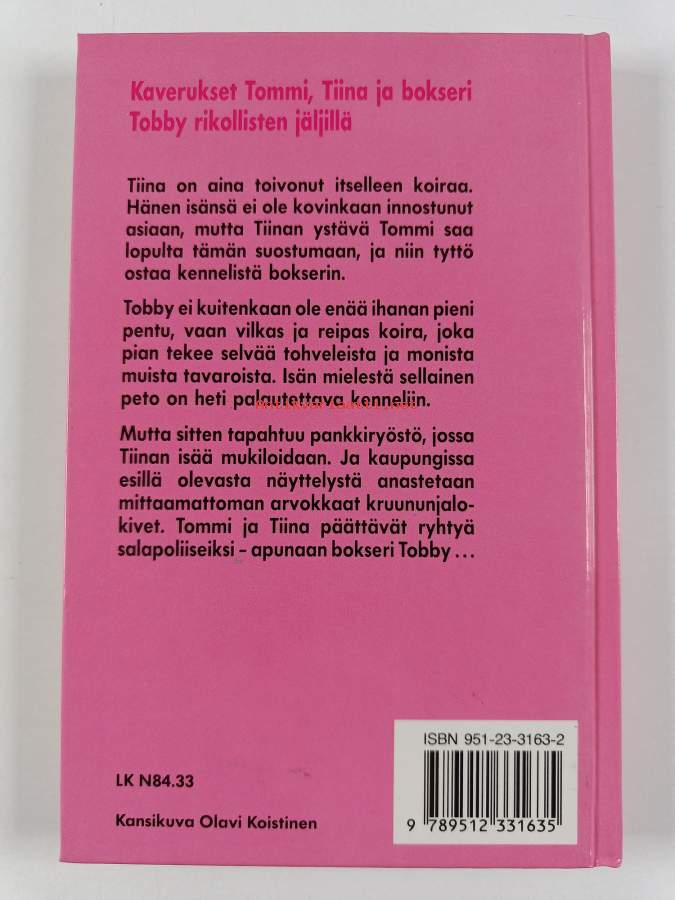 Kaverukset Tommi, Tiina ja bokseri
Tobby rikollisten jäljillä
Tiina on aina toivonut itselleen koiraa.
Hänen isänsä ei ole kovinkaan innostunut
asiaan, mutta Tiinan ystävä Tommi saa
lopulta tämän suostumaan, ja niin tyttö
ostaa kennelistä bokserin.
Tobby ei kuitenkaan ole enää ihanan pieni
pentu, vaan vilkas ja reipas koira, joka
pian tekee selvää tohveleista ja monista
muista tavaroista. Isän mielestä sellainen
peto on heti palautettava kenneliin.
Mutta sitten tapahtuu pankkiryöstö, jossa
Tiinan isää mukiloidaan. Ja kaupungissa
esillä olevasta näyttelystä anastetaan
mittaamattoman arvokkaat kruununjalo-
kivet. Tommi ja Tiina päättävät ryhtyä
salapoliiseiksi – apunaan bokseri Tobby ...
ISBN 951-23-3163-2
9 789512 331635
LK N84.33
Kansikuva Olavi Koistinen